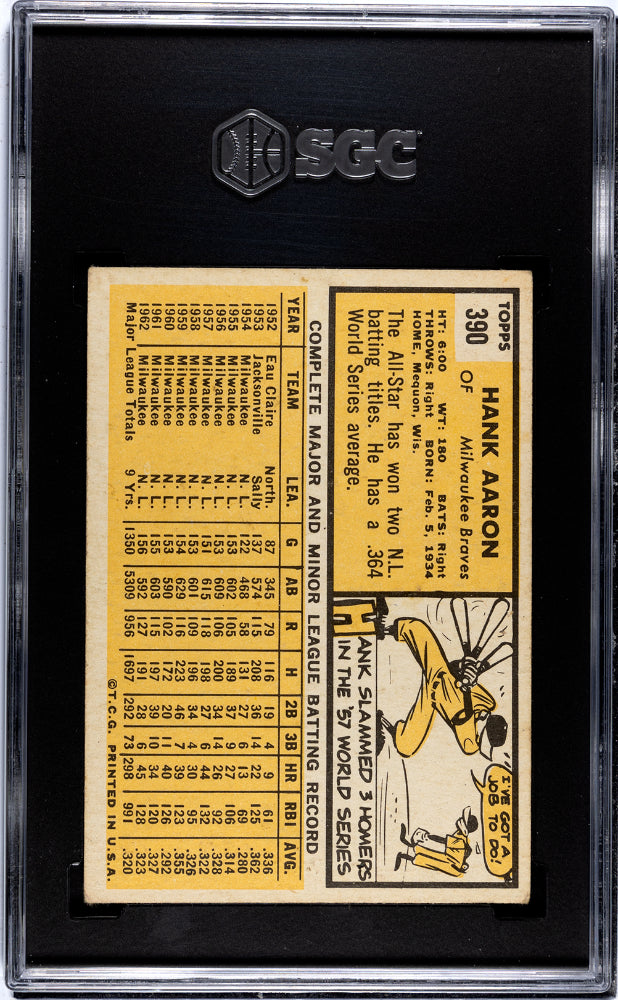 SGC
TOPPS
390
HANK AARON
OF Milwaukee Braves
HT: 6:00 WT: 180 BATS: Right
THROWS: Right BORN: Feb. 5, 1934
HOME, Mequon, Wis.
The All-Star has won two N.L.
batting titles. He has a .364
World Series average.
I'VE GOT A
JOB TO DO!
HANK SLAMMED 3 HOMERS
IN THE '57 WORLD SERIES
COMPLETE MAJOR AND MINOR LEAGUE BATTING RECORD
YEAR TEAM LEA. G AB R H 2B 3B HR RBI AVG.
1952 Eau Claire North. 87 345 79 116 19 4 9 61 .336
1953 Jacksonville Sally 137 574 115 208 36 14 22 125 .362
1954 Milwaukee N. L. 122 468 58 131 27 6 13 69 .280
1955 Milwaukee N. L. 153 602 105 189 37 9 27 106 .314
1956 Milwaukee N. L. 153 609 106 200 34 14 26 92 .328
1957 Milwaukee N. L. 151 615 118 198 27 6 44 132 .322
1958 Milwaukee N. L. 153 601 109 196 34 4 30 95 .326
1959 Milwaukee N. L. 154 629 116 223 46 7 39 123 .355
1960 Milwaukee N. L. 153 590 102 172 20 11 40 126 .292
1961 Milwaukee N. L. 155 603 115 197 39 10 34 120 .327
1962 Milwaukee N. L. 156 592 127 191 28 6 45 128 .323
Major League Totals 9 Yrs. 1350 5309 956 1697 292 73 298 991 .320
©T.C.G. PRINTED IN U.S.A.